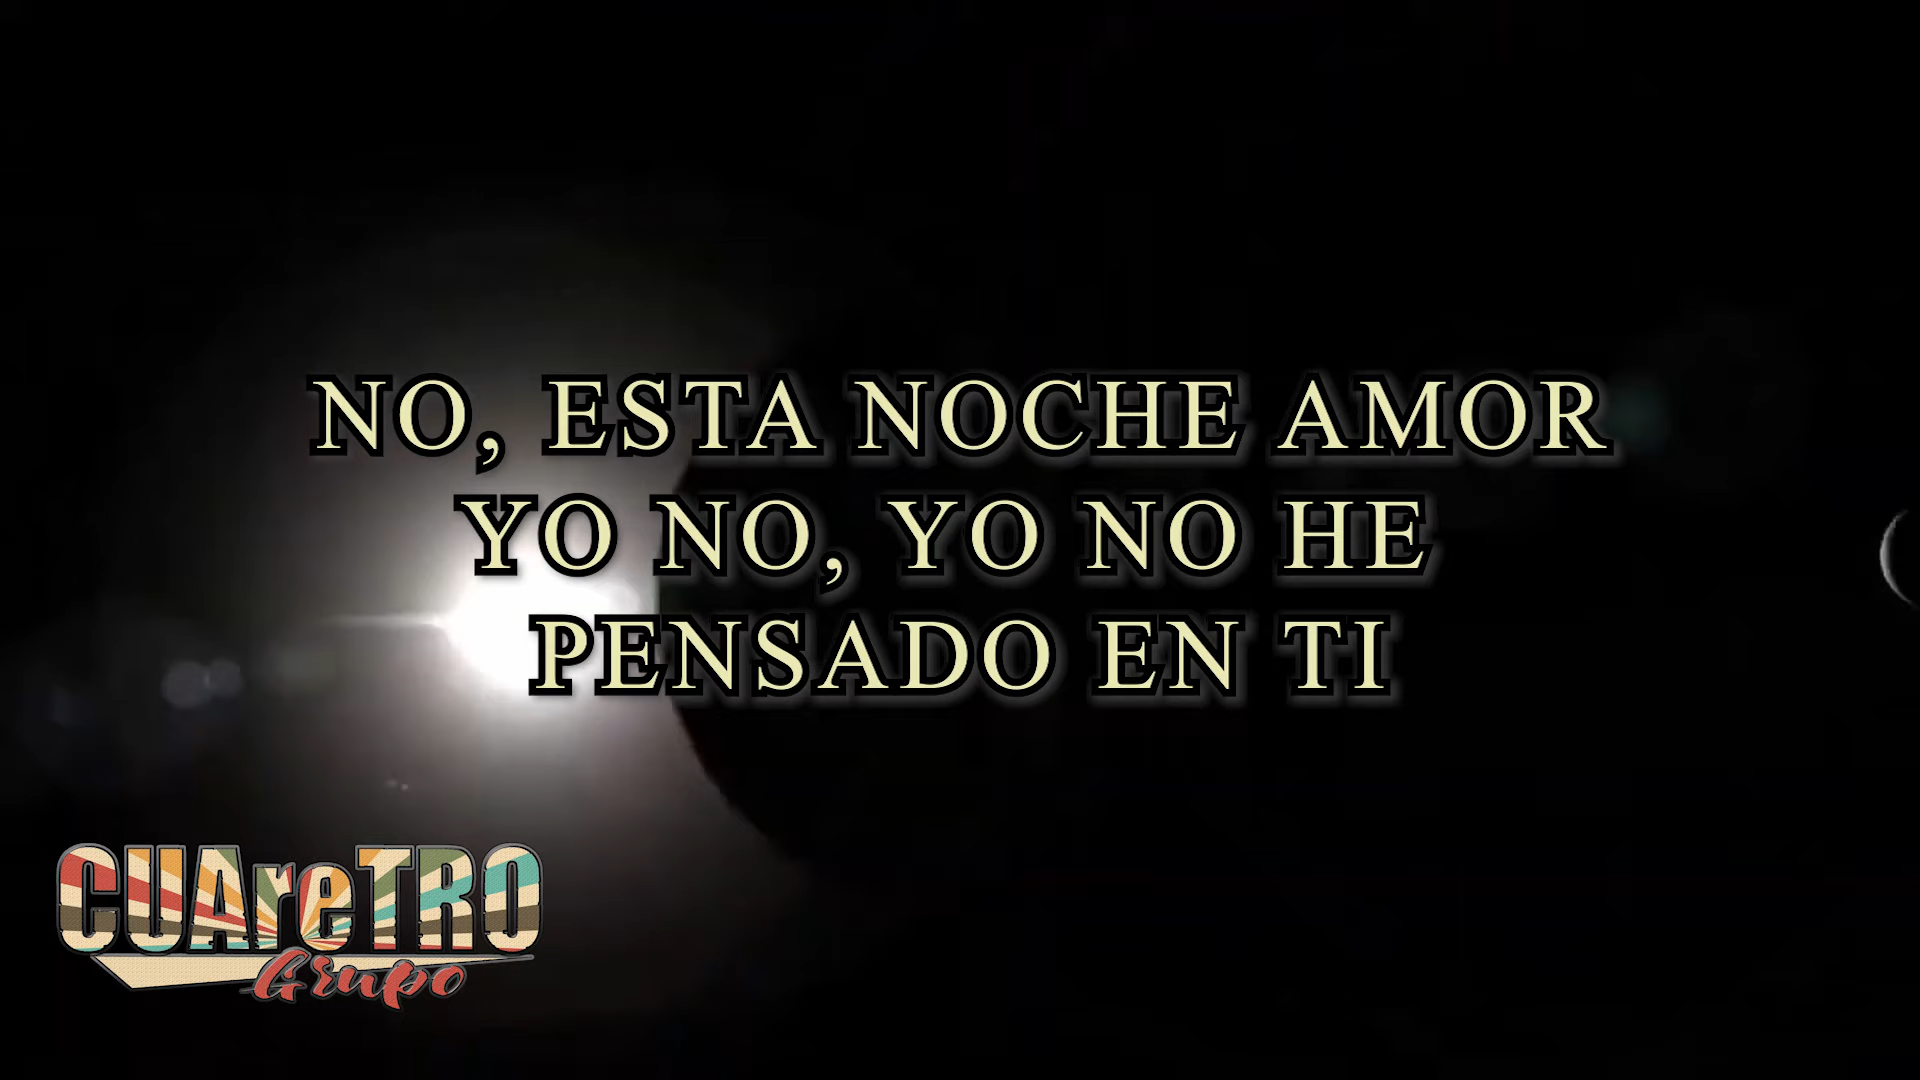 NO, ESTA NOCHE AMOR
YO NO, YO NO HE
PENSADO EN TI
CUAreTRO
Grupo